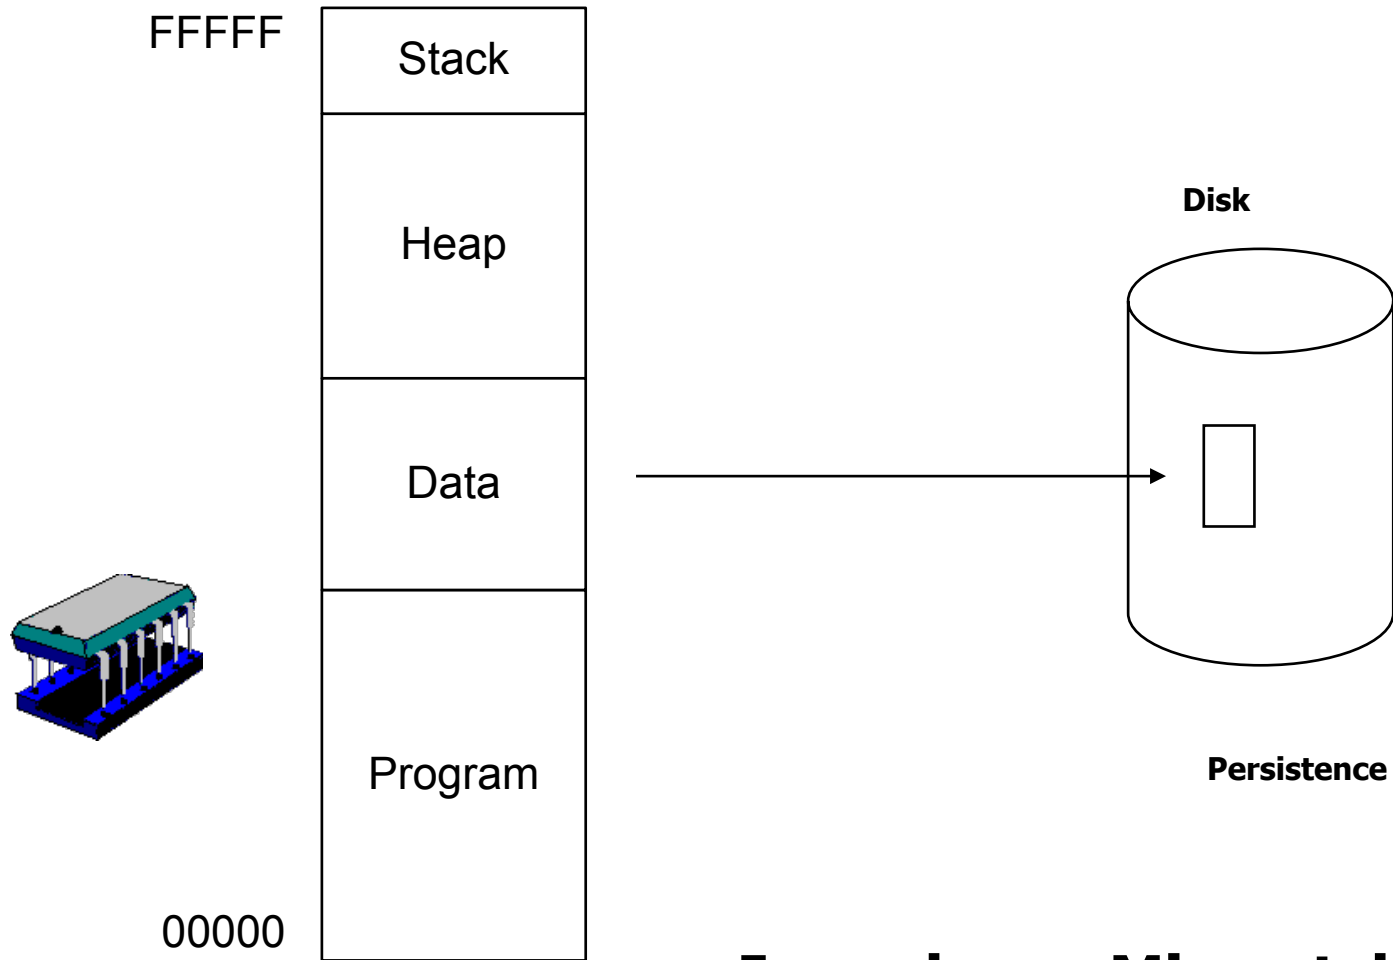 FFFFF
Stack
Heap
Disk
Data
Program
Persistence
00000